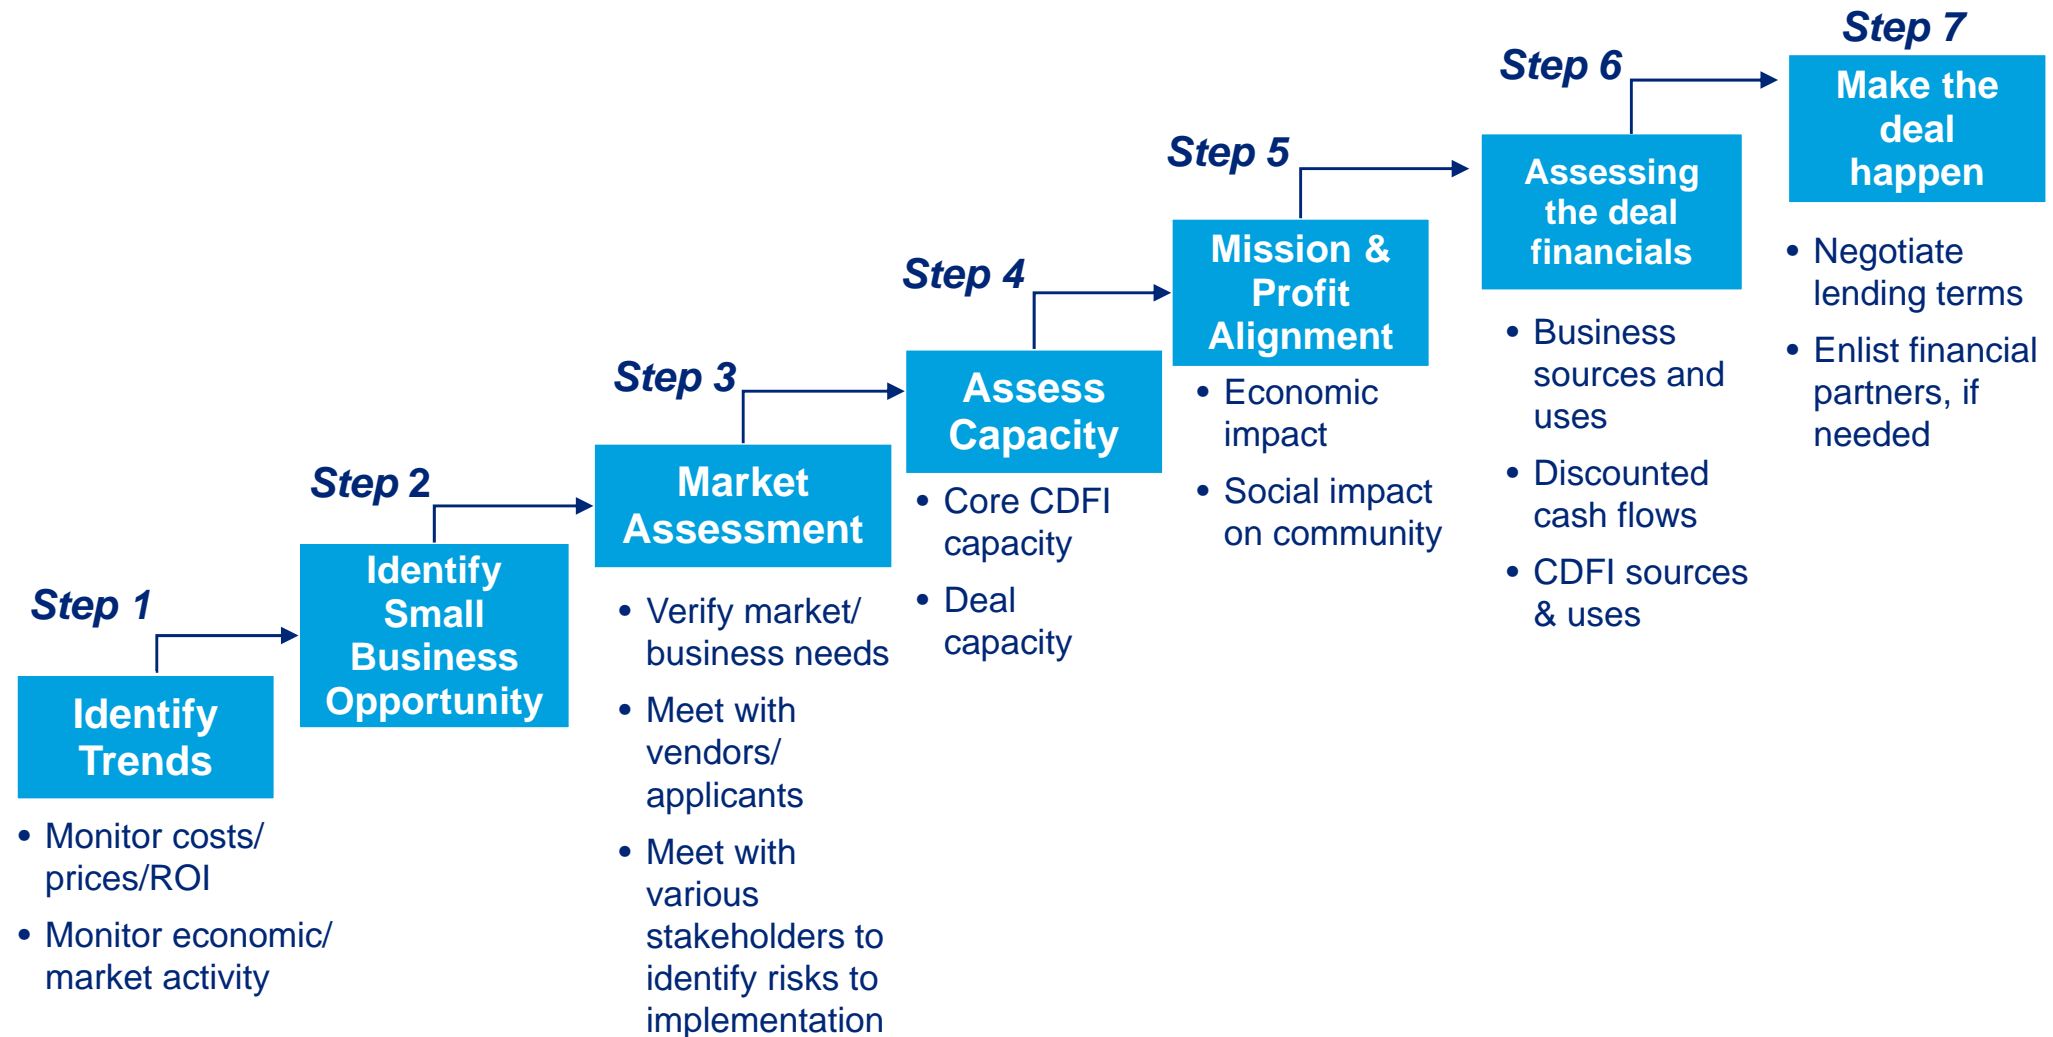 Step 1
Identify
Trends
• Monitor costs/
prices/ROI
• Monitor economic/
market activity
Step 2
Identify
Small
Business
Opportunity
Step 3
Market
Assessment
• Verify market/
business needs
• Meet with
vendors/
applicants
• Meet with
various
stakeholders to
identify risks to
implementation
Step 4
Assess
Capacity
• Core CDFI
capacity
• Deal
capacity
Step 5
Mission &
Profit
Alignment
• Economic
impact
• Social impact
on community
Step 6
Assessing
the deal
financials
• Business
sources and
uses
• Discounted
cash flows
• CDFI sources
& uses
Step 7
Make the
deal
happen
• Negotiate
lending terms
• Enlist financial
partners, if
needed